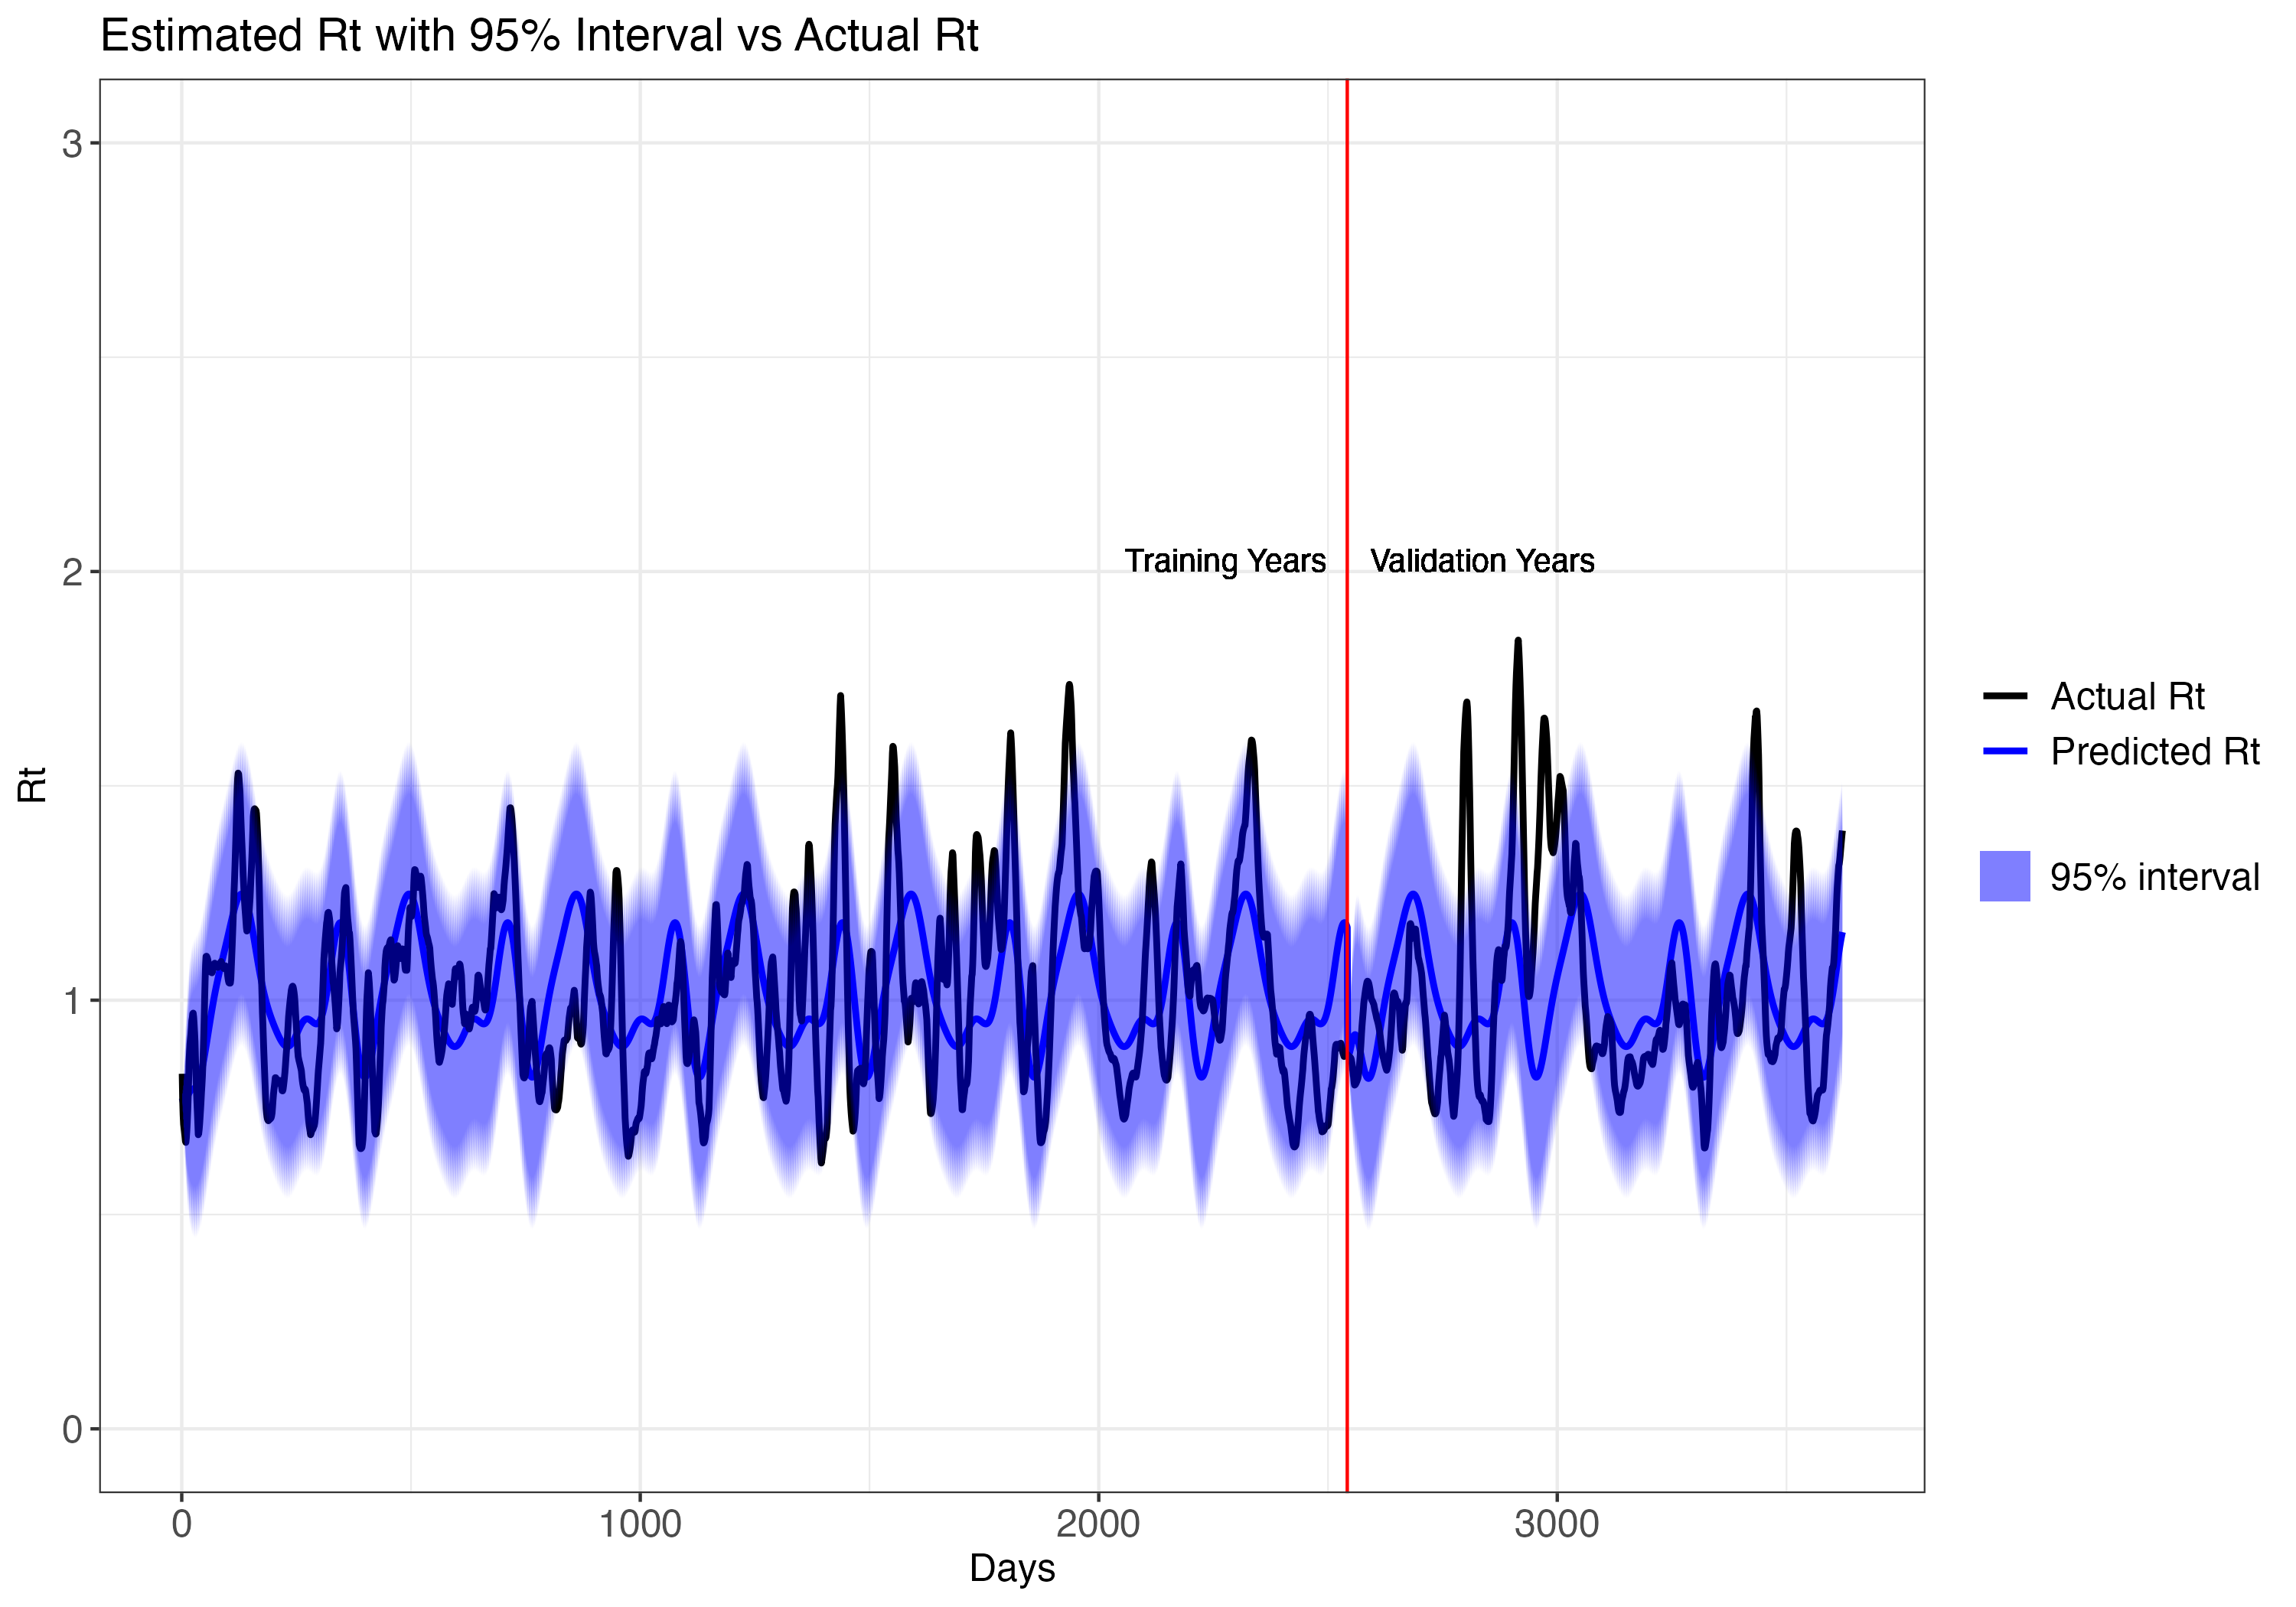 Estimated Rt with 95% Interval vs Actual Rt
3
2
1
0
Rt
Training Years
Validation Years
Actual Rt
Predicted Rt
95% interval
0
1000
2000
3000
Days